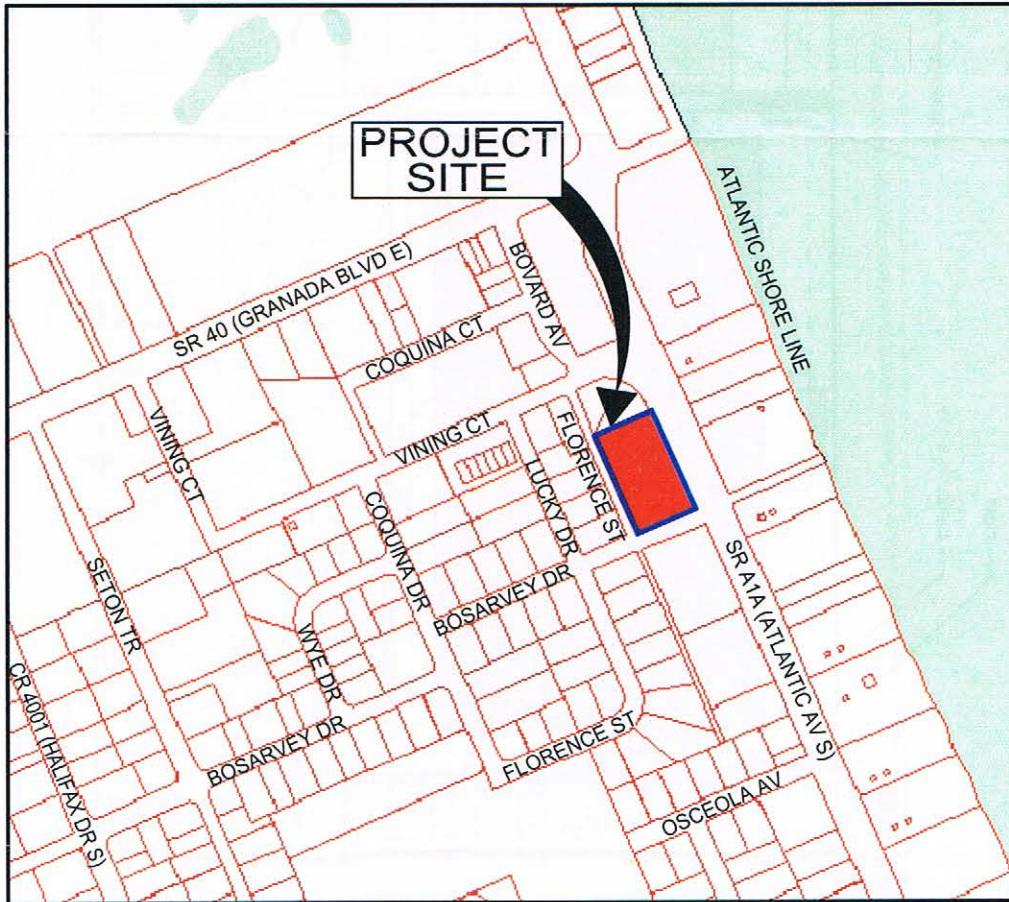 PROJECT
SITE
ATLANTIC SHORE LINE
BOVARD AV
SR 40 (GRANADA BLVD E)
COQUINA CT
VINING CT
VINING CT
FLORENCE ST
LUCKY DR
COQUINA DR
SETON TR
BOSARVEY DR
WYE DR
SR A1A (ATLANTIC AV S)
CR 4001 (HALIFAX DR S)
BOSARVEY DR
FLORENCE ST
OSCEOLA AV